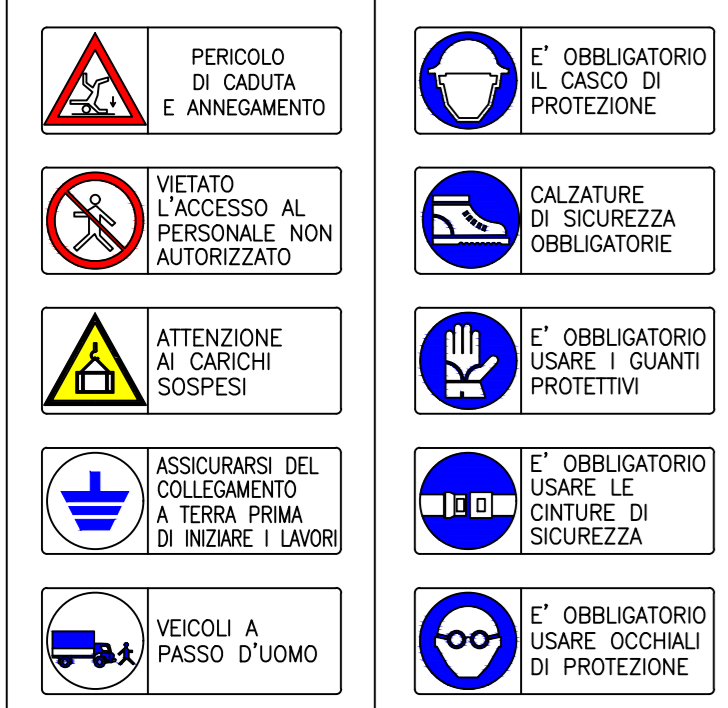 PERICOLO
DI CADUTA
E ANNEGAMENTO
VIETATO
L'ACCESSO AL
PERSONALE NON
AUTORIZZATO
ATTENZIONE
AI CARICHI
SOSPESI
ASSICURARSI DEL
COLLEGAMENTO
A TERRA PRIMA
DI INIZIARE I LAVORI
VEICOLI A
PASSO D'UOMO
E' OBBLIGATORIO
IL CASCO DI
PROTEZIONE
CALZATURE
DI SICUREZZA
OBBLIGATORIE
E' OBBLIGATORIO
USARE I GUANTI
PROTETTIVI
E' OBBLIGATORIO
USARE LE
CINTURE DI
SICUREZZA
E' OBBLIGATORIO
USARE OCCHIALI
DI PROTEZIONE